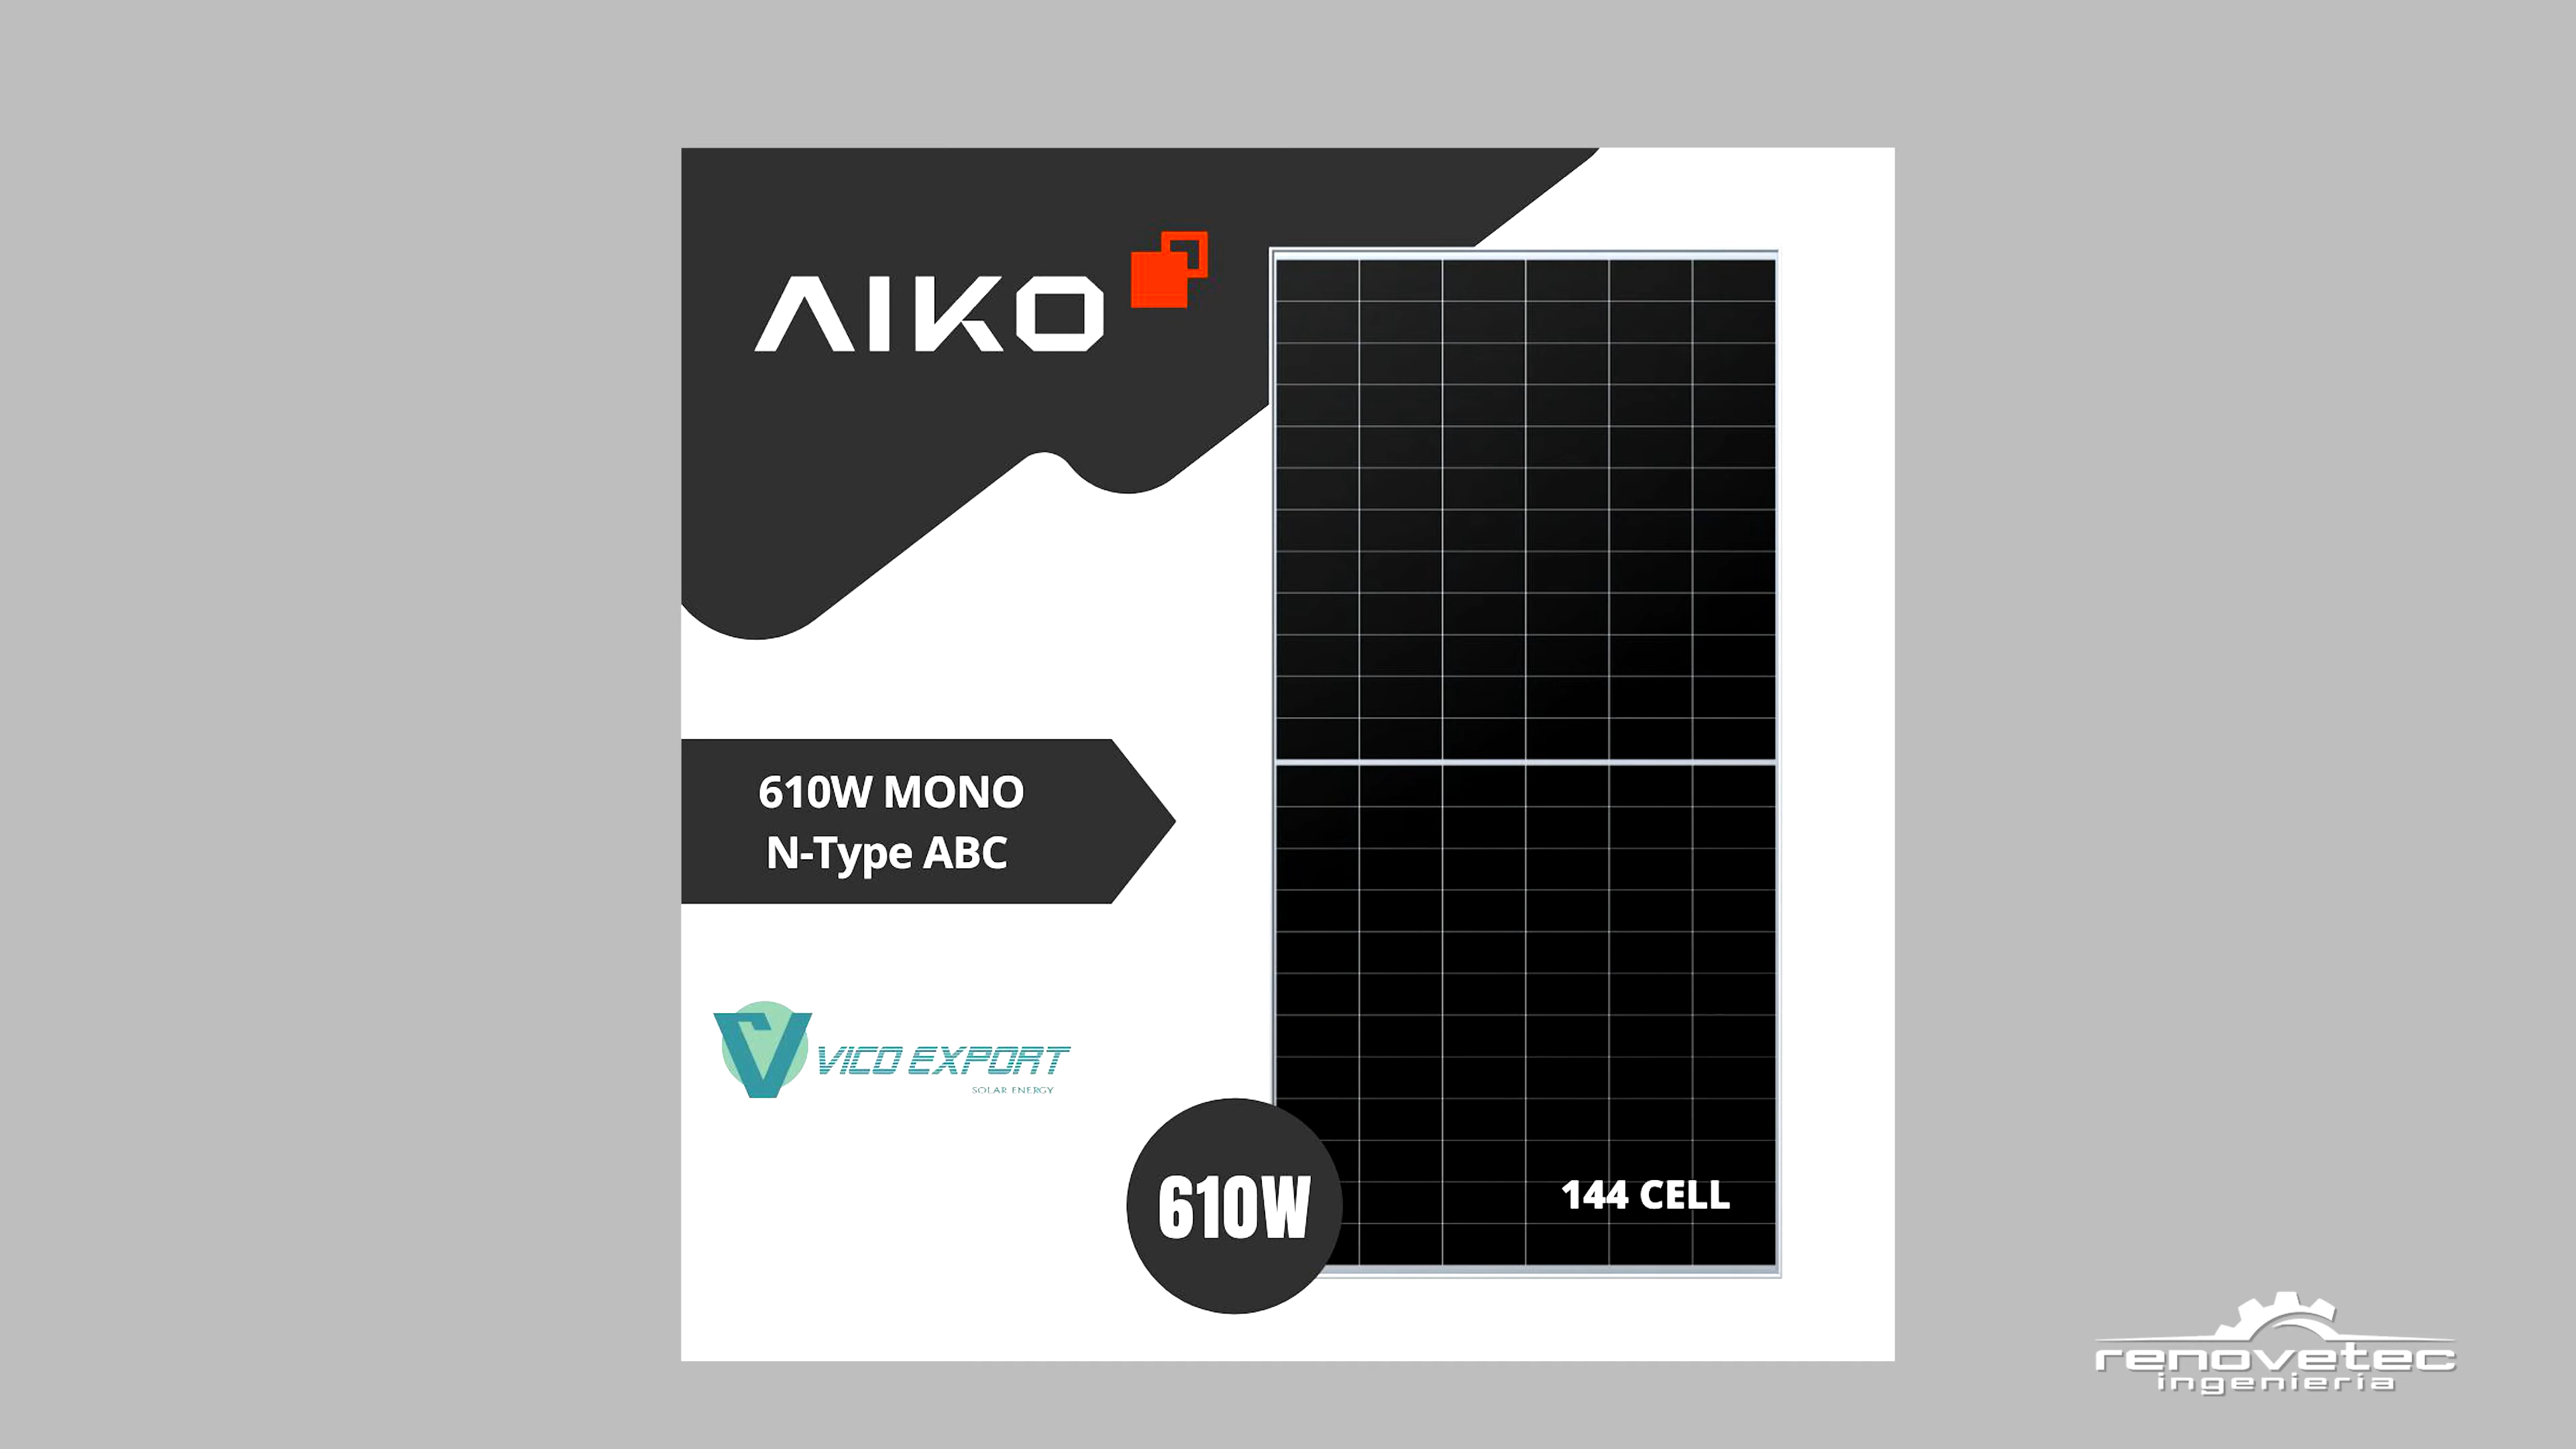 AIKO
610W MONO
N-Type ABC
VICO EXPORT
SOLAR ENERGY
610W
144 CELL
renovetec
ingeniería